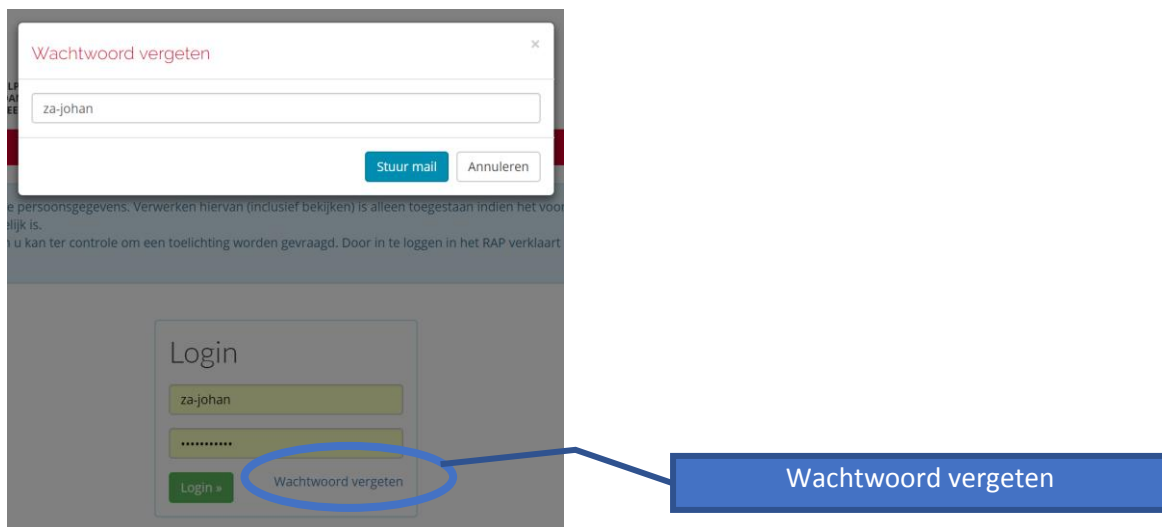 Wachtwoord vergeten
×
za-johan
Stuur mail
Annuleren
e persoonsgegevens. Verwerken hiervan (inclusief bekijken) is alleen toegestaan indien het voor
elijk is.
u kan ter controle om een toelichting worden gevraagd. Door in te loggen in het RAP verklaart
Login
za-johan
•••••••••••
Login »
Wachtwoord vergeten
Wachtwoord vergeten